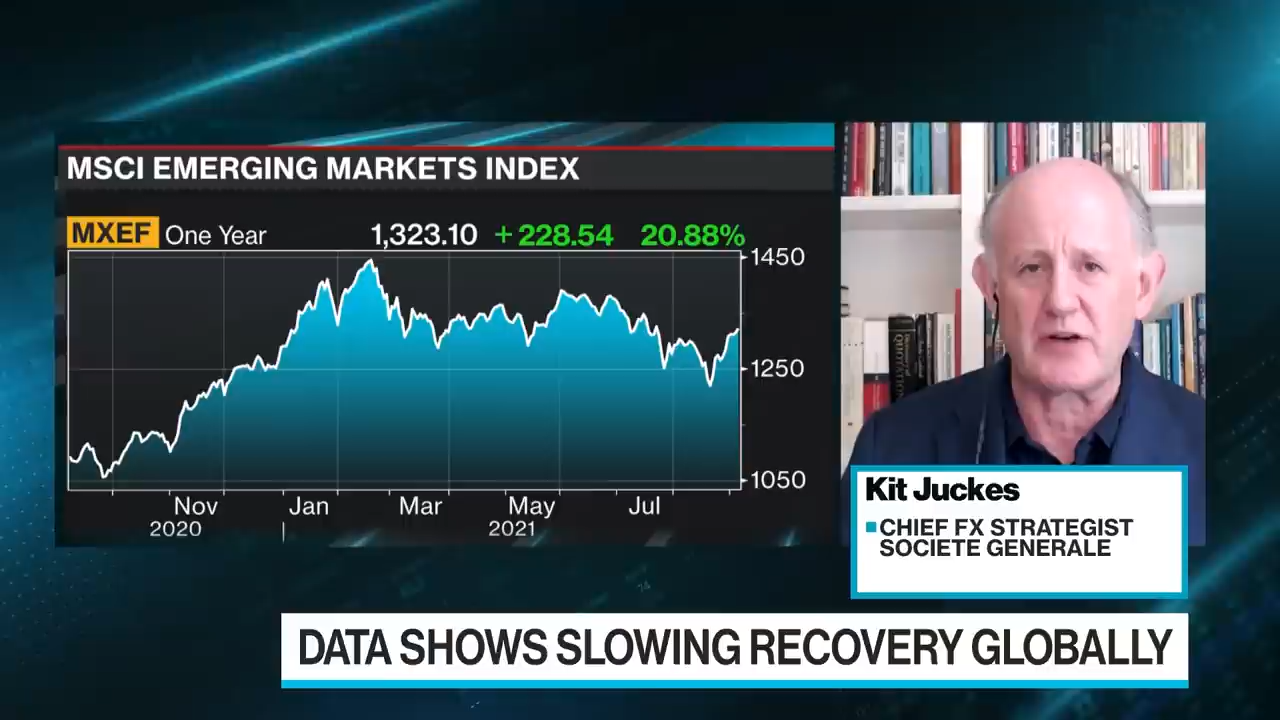 MSCI EMERGING MARKETS INDEX
MXEF One Year 1,323.10 +228.54 20.88%
1450
1250
1050
Nov Jan Mar May Jul
2020 2021
Kit Juckes
CHIEF FX STRATEGIST
SOCIETE GENERALE
DATA SHOWS SLOWING RECOVERY GLOBALLY